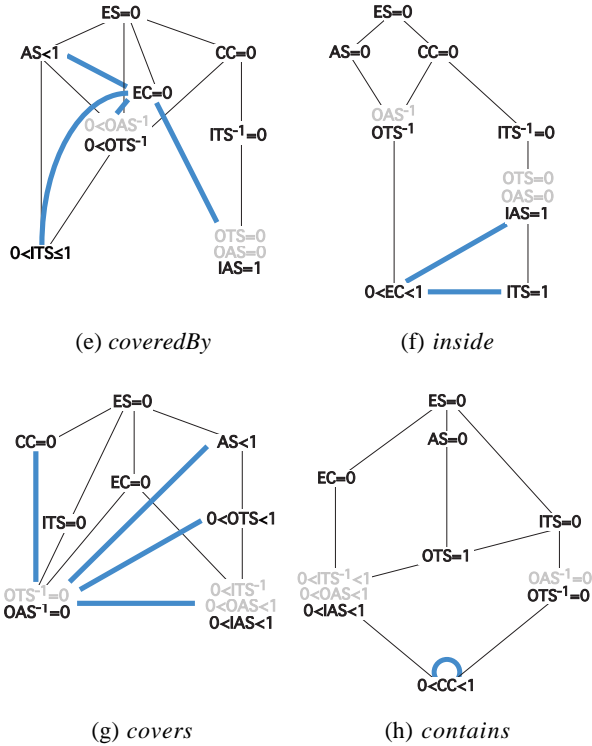 ES=0
AS<1
CC=0
EC=0
0<OAS⁻¹
0<OTS⁻¹
ITS⁻¹=0
OTS=0
OAS=0
IAS=1
0<ITS≤1
(e) coveredBy
ES=0
AS=0
CC=0
OAS⁻¹
OTS⁻¹
ITS⁻¹=0
OTS=0
OAS=0
IAS=1
0<EC<1
ITS=1
(f) inside
ES=0
CC=0
AS<1
EC=0
ITS=0
0<OTS<1
OTS⁻¹=0
OAS⁻¹=0
0<ITS⁻¹
0<OAS<1
0<IAS<1
(g) covers
ES=0
AS=0
EC=0
ITS=0
OTS=1
0<ITS⁻¹<1
0<OAS<1
0<IAS<1
OAS⁻¹=0
OTS⁻¹=0
0<CC<1
(h) contains